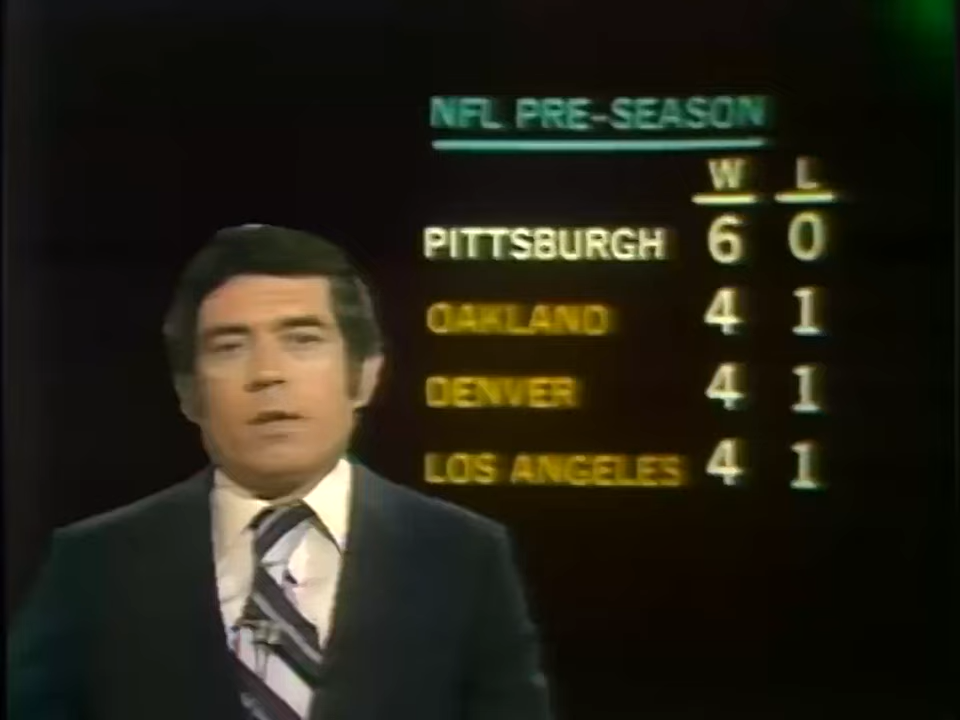 NFL PRE-SEASON
W L
PITTSBURGH 6 0
OAKLAND 4 1
DENVER 4 1
LOS ANGELES 4 1